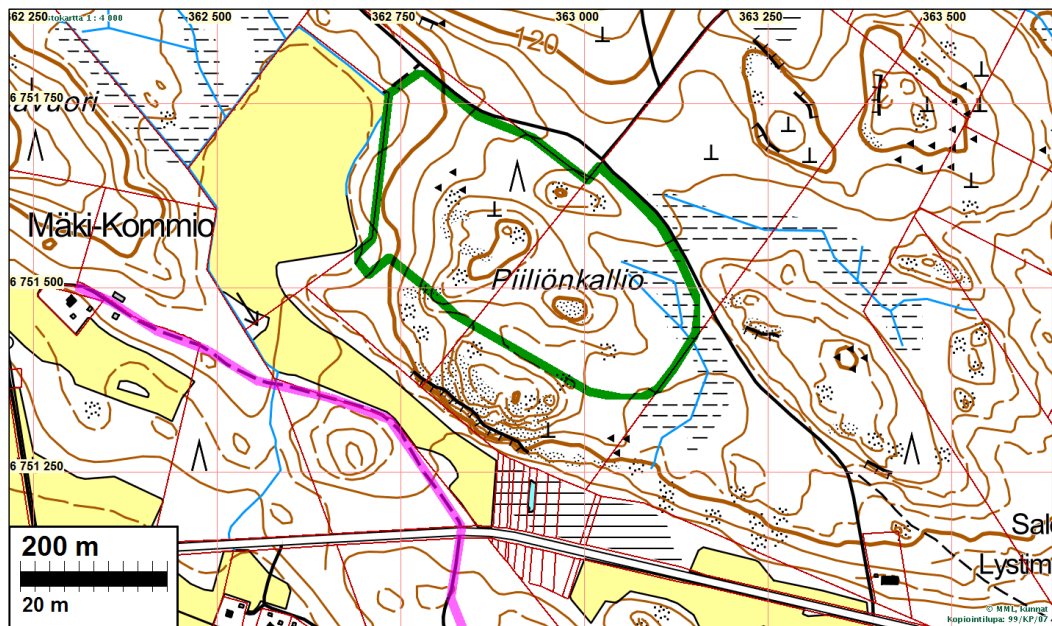 362 250
362 500
362 750
363 000
363 250
363 500
stokartta 1 : 4 000
120
6 751 750
avuori
Mäki-Kommio
Piiliönkallio
6 751 500
6 751 250
200 m
20 m
Salo
Lystim
© MML, kunnat
Kopiointilupa: 99/KP/07